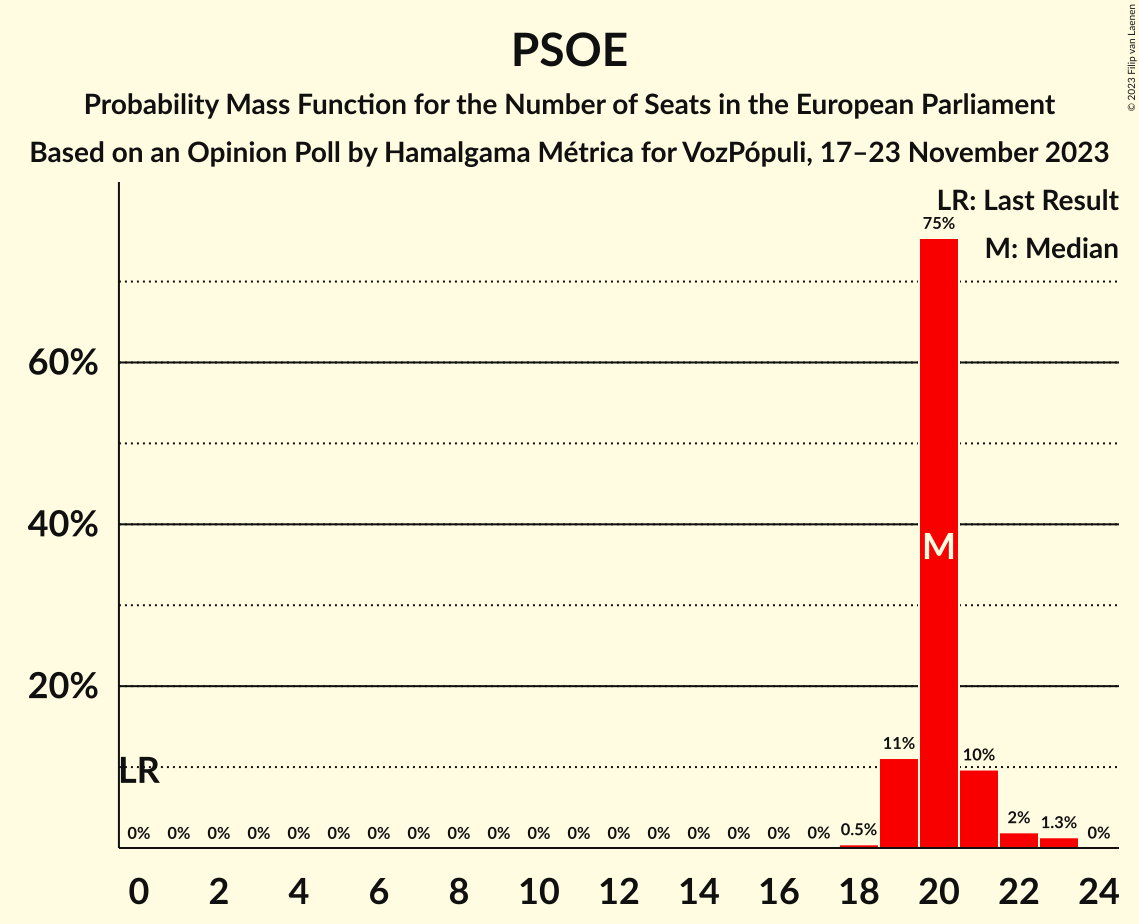 PSOE
Probability Mass Function for the Number of Seats in the European Parliament
Based on an Opinion Poll by Hamalgama Métrica for VozPópuli, 17–23 November 2023
© 2023 Filip van Laenen
LR: Last Result
M: Median
75%
60%
40%
M
20%
11%
10%
LR
0% 0% 0% 0% 0% 0% 0% 0% 0% 0% 0% 0% 0% 0% 0% 0% 0% 0% 0.5% 2% 1.3% 0%
0 2 4 6 8 10 12 14 16 18 20 22 24